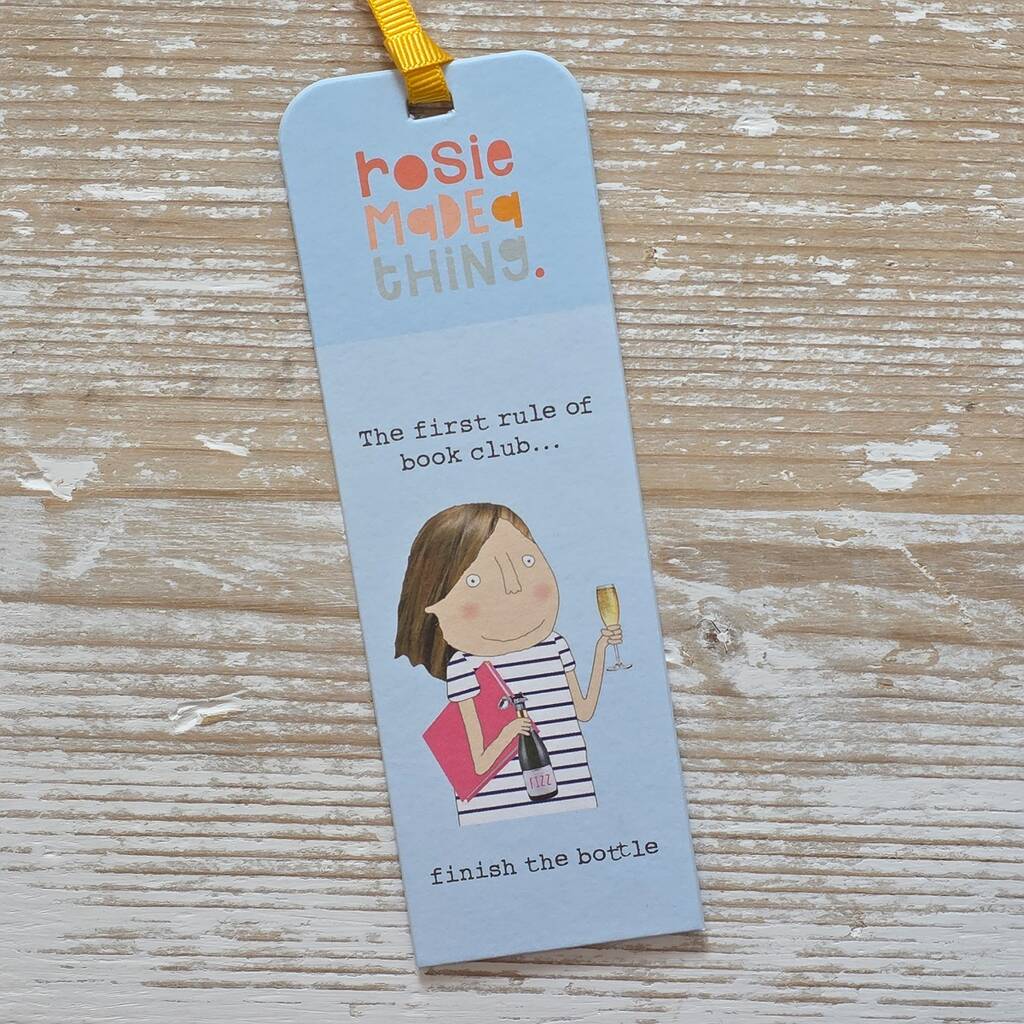 rosie
MaDE a
tHiNg.
The first rule of
book club...
FIZZ
finish the bottle